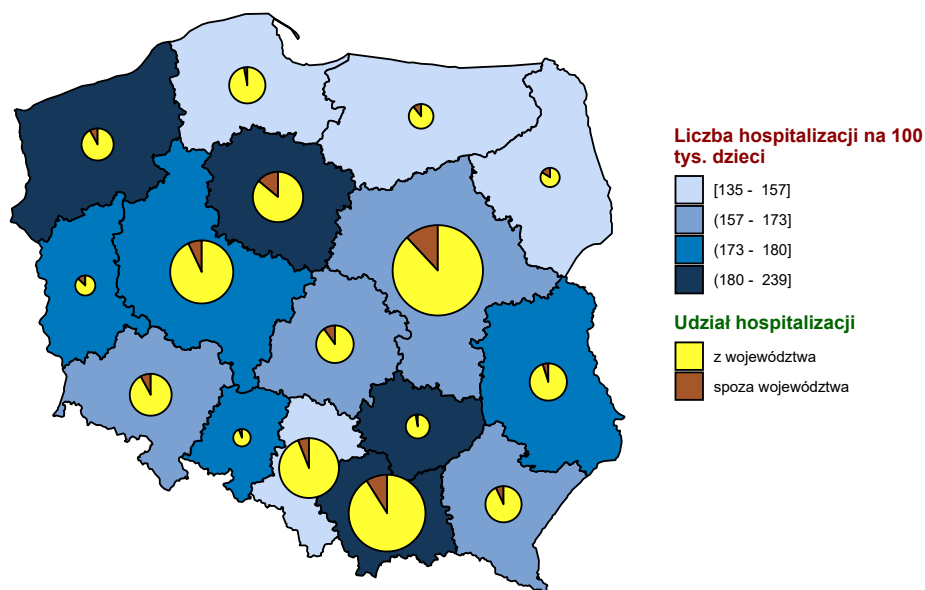 Liczba hospitalizacji na 100
tys. dzieci
[135 - 157]
(157 - 173]
(173 - 180]
(180 - 239]
Udział hospitalizacji
z województwa
spoza województwa